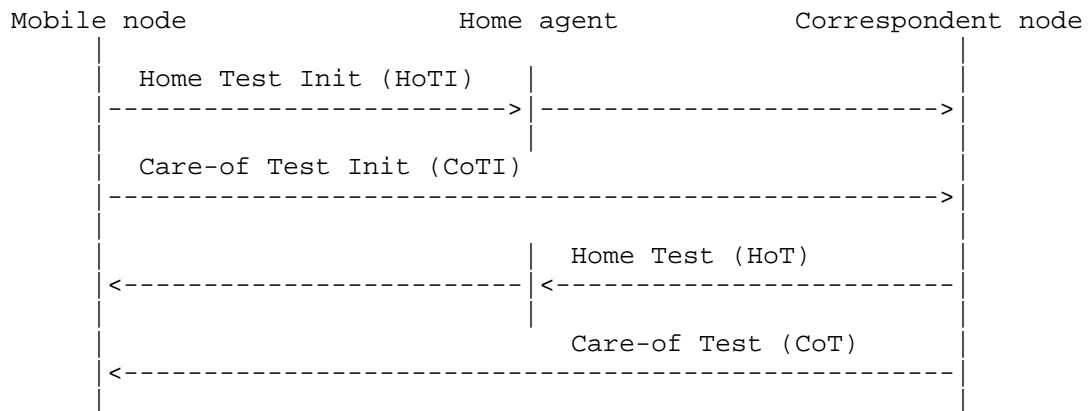 Mobile node Home agent Correspondent node
Home Test Init (HoTI)
Care-of Test Init (CoTI)
Home Test (HoT)
Care-of Test (CoT)